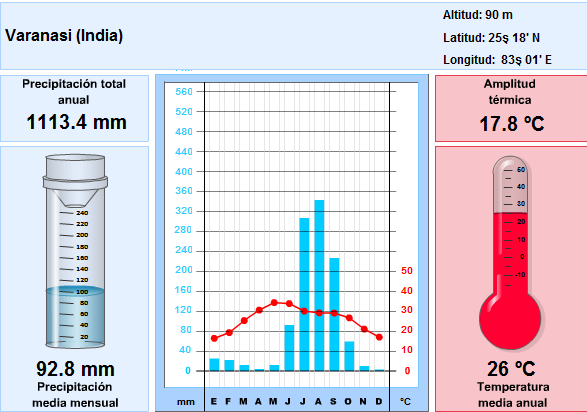 Varanasi (India)
Altitud: 90 m
Latitud: 25ş 18' N
Longitud: 83ş 01' E
Precipitación total
anual
1113.4 mm
240
220
200
180
160
140
120
100
80
60
40
20
92.8 mm
Precipitación
media mensual
560
520
480
440
400
360
320
280
240
200
160
120
80
40
0
50
40
30
20
10
0
mm E F M A M J J A S O N D ºC
Amplitud
térmica
17.8 ºC
50
40
30
20
10
0
-10
26 ºC
Temperatura
media anual